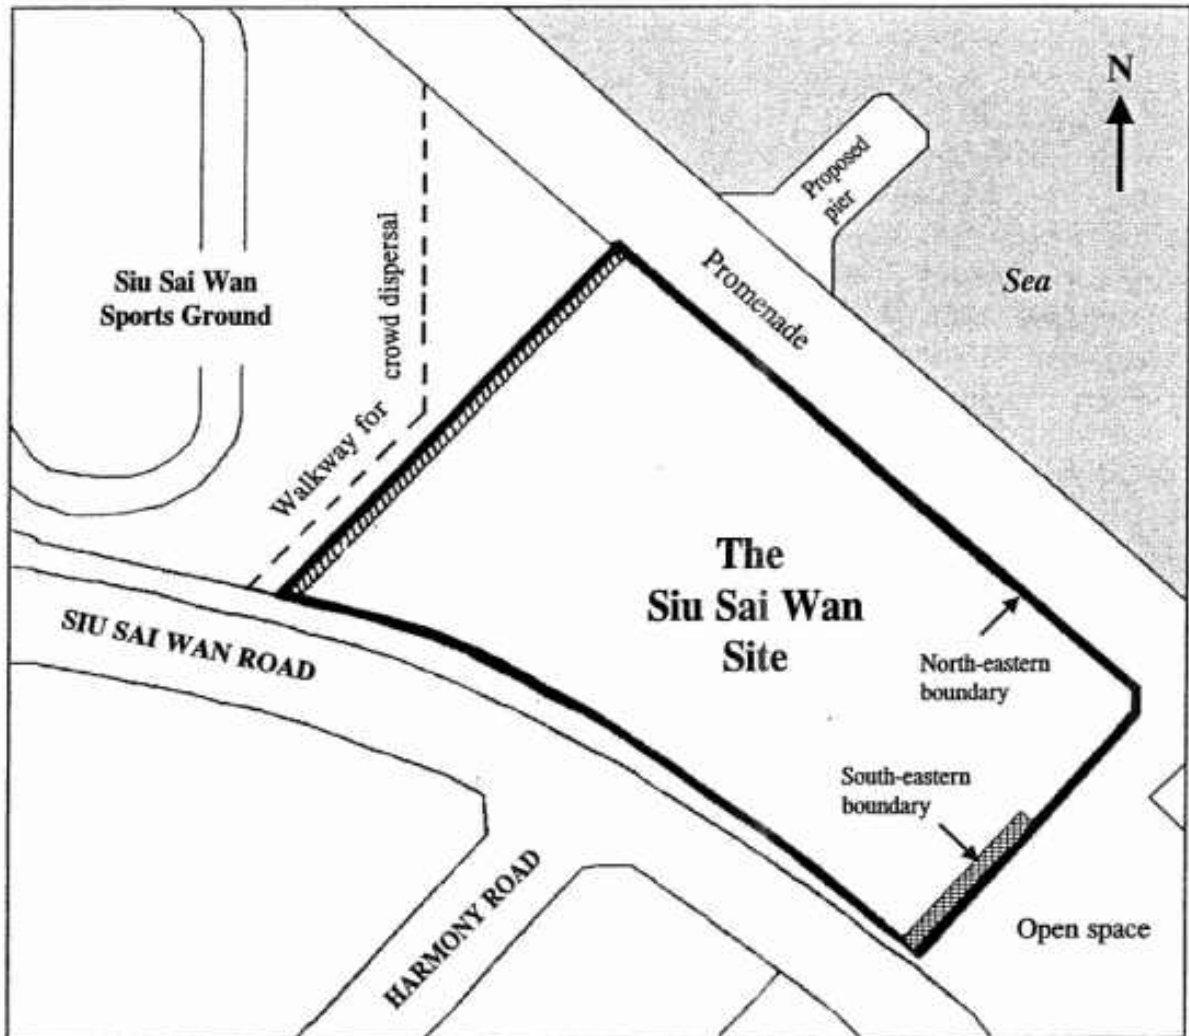 N
Proposed
pier
Sea
Promenade
Siu Sai Wan
Sports Ground
Walkway for
crowd dispersal
The
Siu Sai Wan
Site
SIU SAI WAN ROAD
North-eastern
boundary
South-eastern
boundary
HARMONY ROAD
Open space